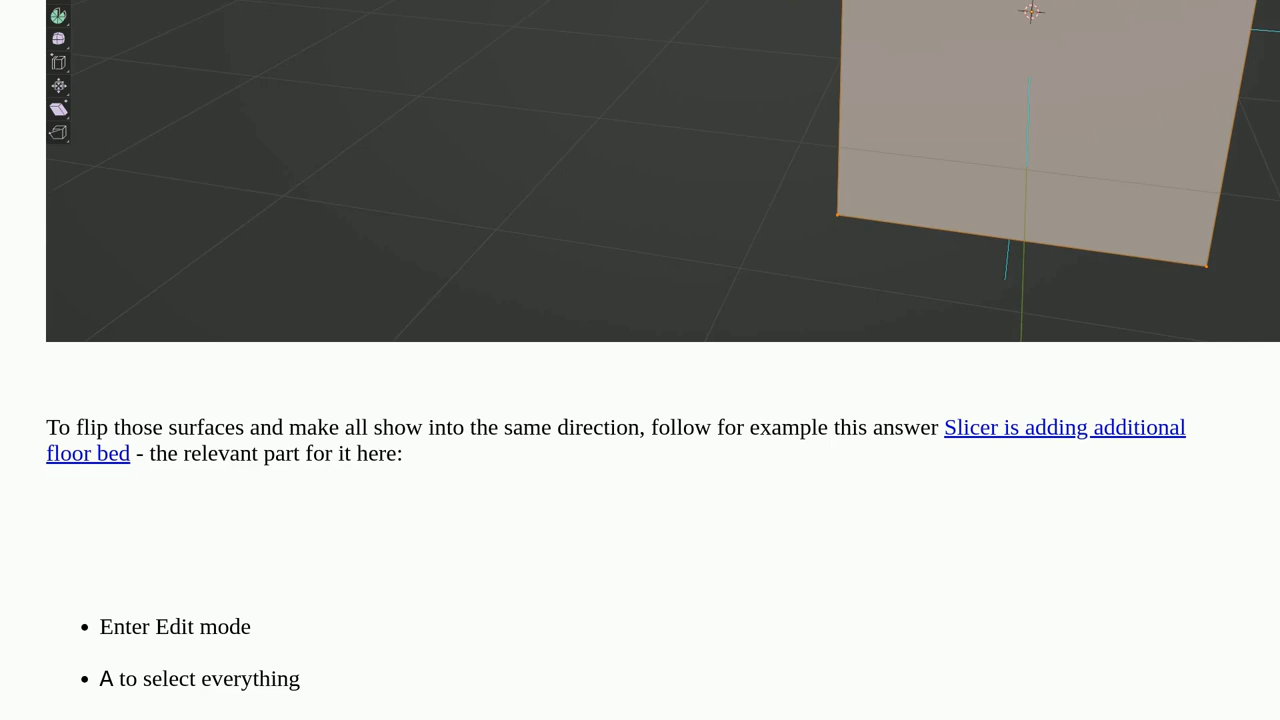 To flip those surfaces and make all show into the same direction, follow for example this answer Slicer is adding additional
floor bed - the relevant part for it here:
• Enter Edit mode
• A to select everything